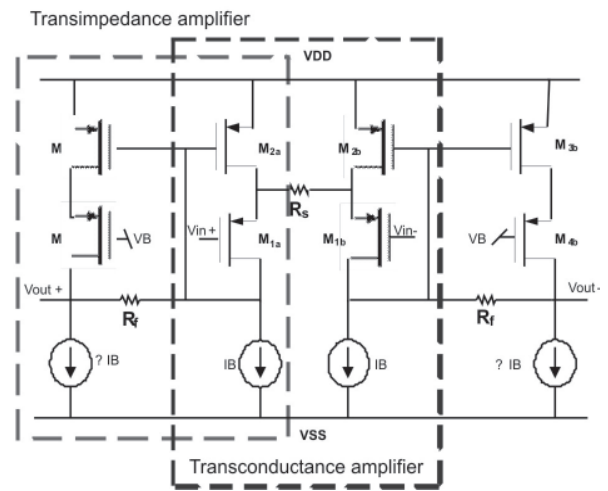 Transimpedance amplifier
VDD
M M2a M2b M3b
Rs
M VB Vin + M1a M1b Vin- VB M4b
Vout + Vout-
Rf Rf
? IB IB IB ? IB
VSS
Transconductance amplifier